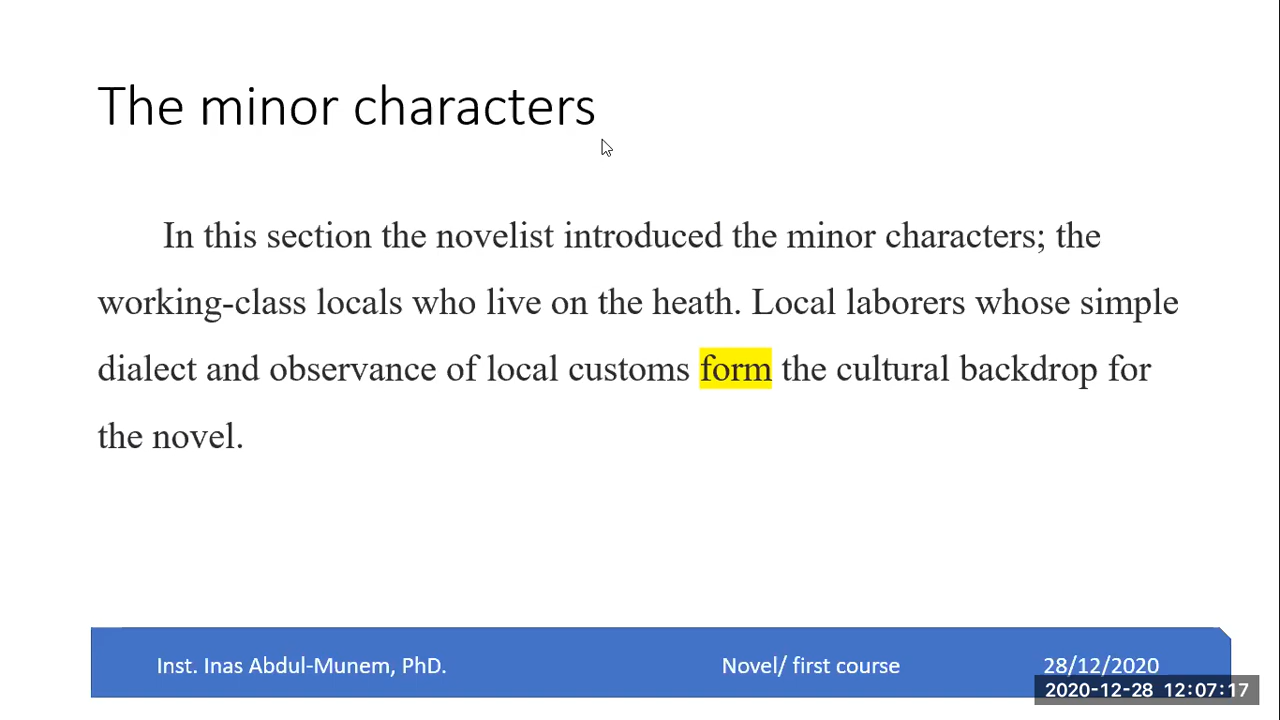 The minor characters
In this section the novelist introduced the minor characters; the
working-class locals who live on the heath. Local laborers whose simple
dialect and observance of local customs form the cultural backdrop for
the novel.
Inst. Inas Abdul-Munem, PhD.
Novel/ first course
28/12/2020
2020-12-28 12:07:17